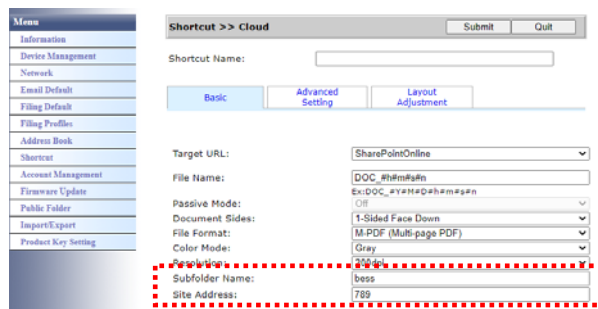 Menu
Information
Device Management
Network
Email Default
Filing Default
Filing Profiles
Address Book
Shortcut
Account Management
Firmware Update
Public Folder
Import/Export
Product Key Setting
Shortcut >> Cloud
Submit
Quit
Shortcut Name:
Basic
Advanced
Setting
Layout
Adjustment
Target URL: SharePointOnline
File Name: DOC_#h#m#s#n
Ex:DOC_#Y#M#D#h#m#s#n
Passive Mode: Off
Document Sides: 1-Sided Face Down
File Format: M-PDF (Multi-page PDF)
Color Mode: Gray
Resolution: 200dpi
Subfolder Name: bess
Site Address: 789